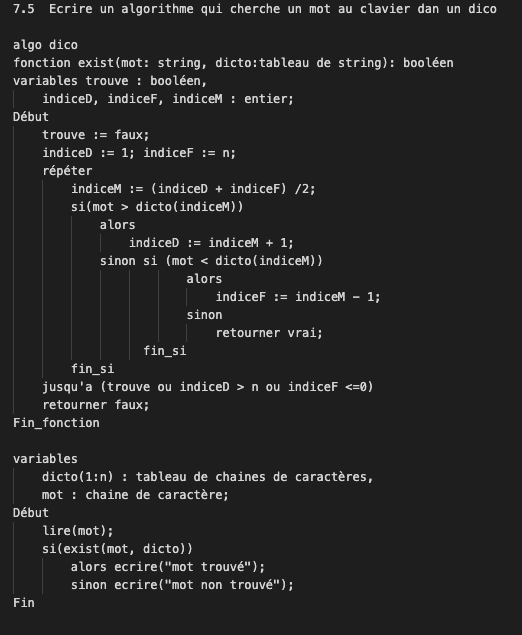 7.5  Ecrire un algorithme qui cherche un mot au clavier dan un dico
algo dico
fonction exist(mot: string, dicto:tableau de string): booléen
variables trouve : booléen,
indiceD, indiceF, indiceM : entier;
Début
trouve := faux;
indiceD := 1; indiceF := n;
répéter
indiceM := (indiceD + indiceF) /2;
si(mot > dicto(indiceM))
alors
indiceD := indiceM + 1;
sinon si (mot < dicto(indiceM))
alors
indiceF := indiceM - 1;
sinon
retourner vrai;
fin_si
fin_si
jusqu'a (trouve ou indiceD > n ou indiceF <=0)
retourner faux;
Fin_fonction
variables
dicto(1:n) : tableau de chaines de caractères,
mot : chaine de caractère;
Début
lire(mot);
si(exist(mot, dicto))
alors ecrire("mot trouvé");
sinon ecrire("mot non trouvé");
Fin